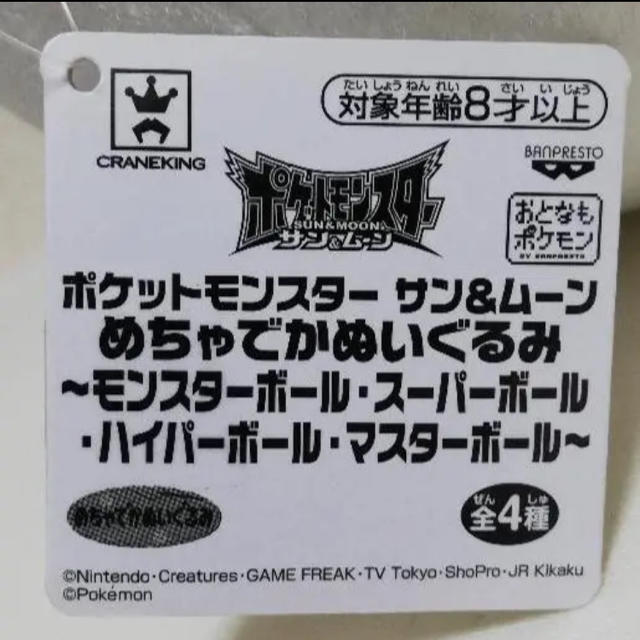 対象年齢8才以上
たいしょうねんれい さいいじょう
CRANEKING
BANPRESTO
ポケットモンスター
SUN&MOON
サン&ムーン
おとなも
ポケモン
BY BANPRESTO
ポケットモンスター サン&ムーン
めちゃでかぬいぐるみ
~モンスターボール・スーパーボール
・ハイパーボール・マスターボール~
めちゃでかぬいぐるみ
ぜん しゅ
全4種
©Nintendo・Creatures・GAME FREAK・TV Tokyo・ShoPro・JR Kikaku
©Pokémon